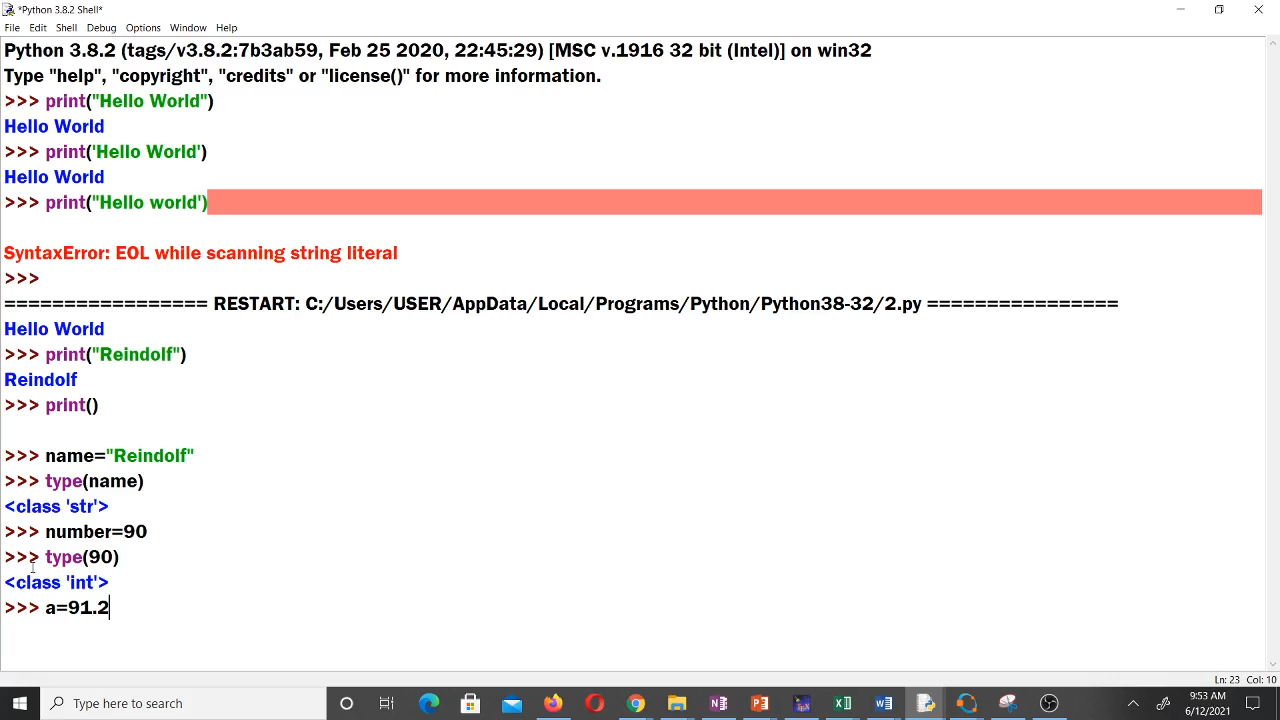 *Python 3.8.2 Shell*
File Edit Shell Debug Options Window Help
Python 3.8.2 (tags/v3.8.2:7b3ab59, Feb 25 2020, 22:45:29) [MSC v.1916 32 bit (Intel)] on win32
Type "help", "copyright", "credits" or "license()" for more information.
>>> print("Hello World")
Hello World
>>> print('Hello World')
Hello World
>>> print("Hello world')
SyntaxError: EOL while scanning string literal
>>>
================= RESTART: C:/Users/USER/AppData/Local/Programs/Python/Python38-32/2.py ================
Hello World
>>> print("Reindolf")
Reindolf
>>> print()
>>> name="Reindolf"
>>> type(name)
<class 'str'>
>>> number=90
>>> type(90)
<class 'int'>
>>> a=91.2
Ln: 23 Col: 10
Type here to search
9:53 AM
6/12/2021